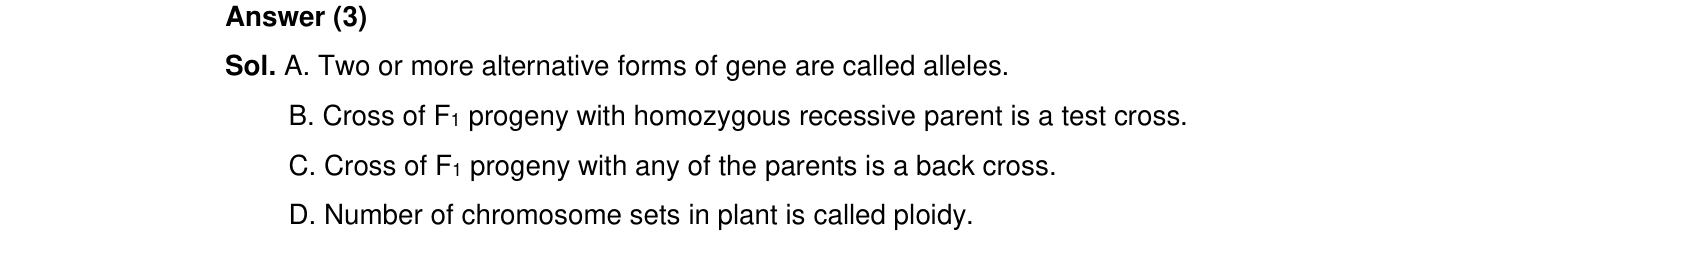 Answer (3)
Sol. A. Two or more alternative forms of gene are called alleles.
B. Cross of F₁ progeny with homozygous recessive parent is a test cross.
C. Cross of F₁ progeny with any of the parents is a back cross.
D. Number of chromosome sets in plant is called ploidy.